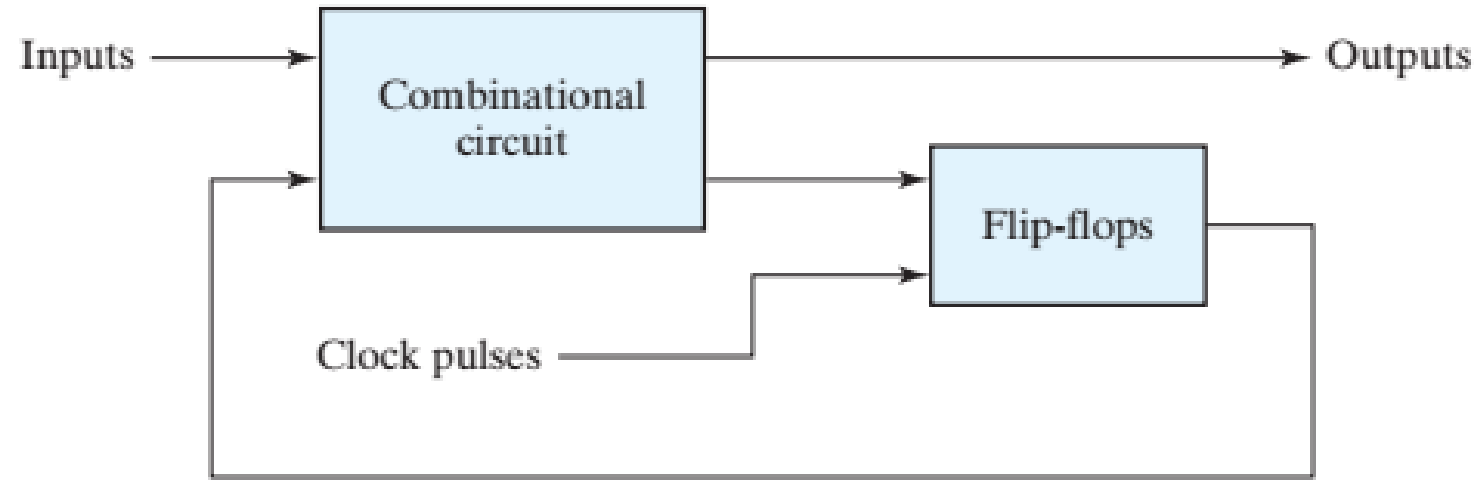 Inputs
Outputs
Combinational
circuit
Flip-flops
Clock pulses